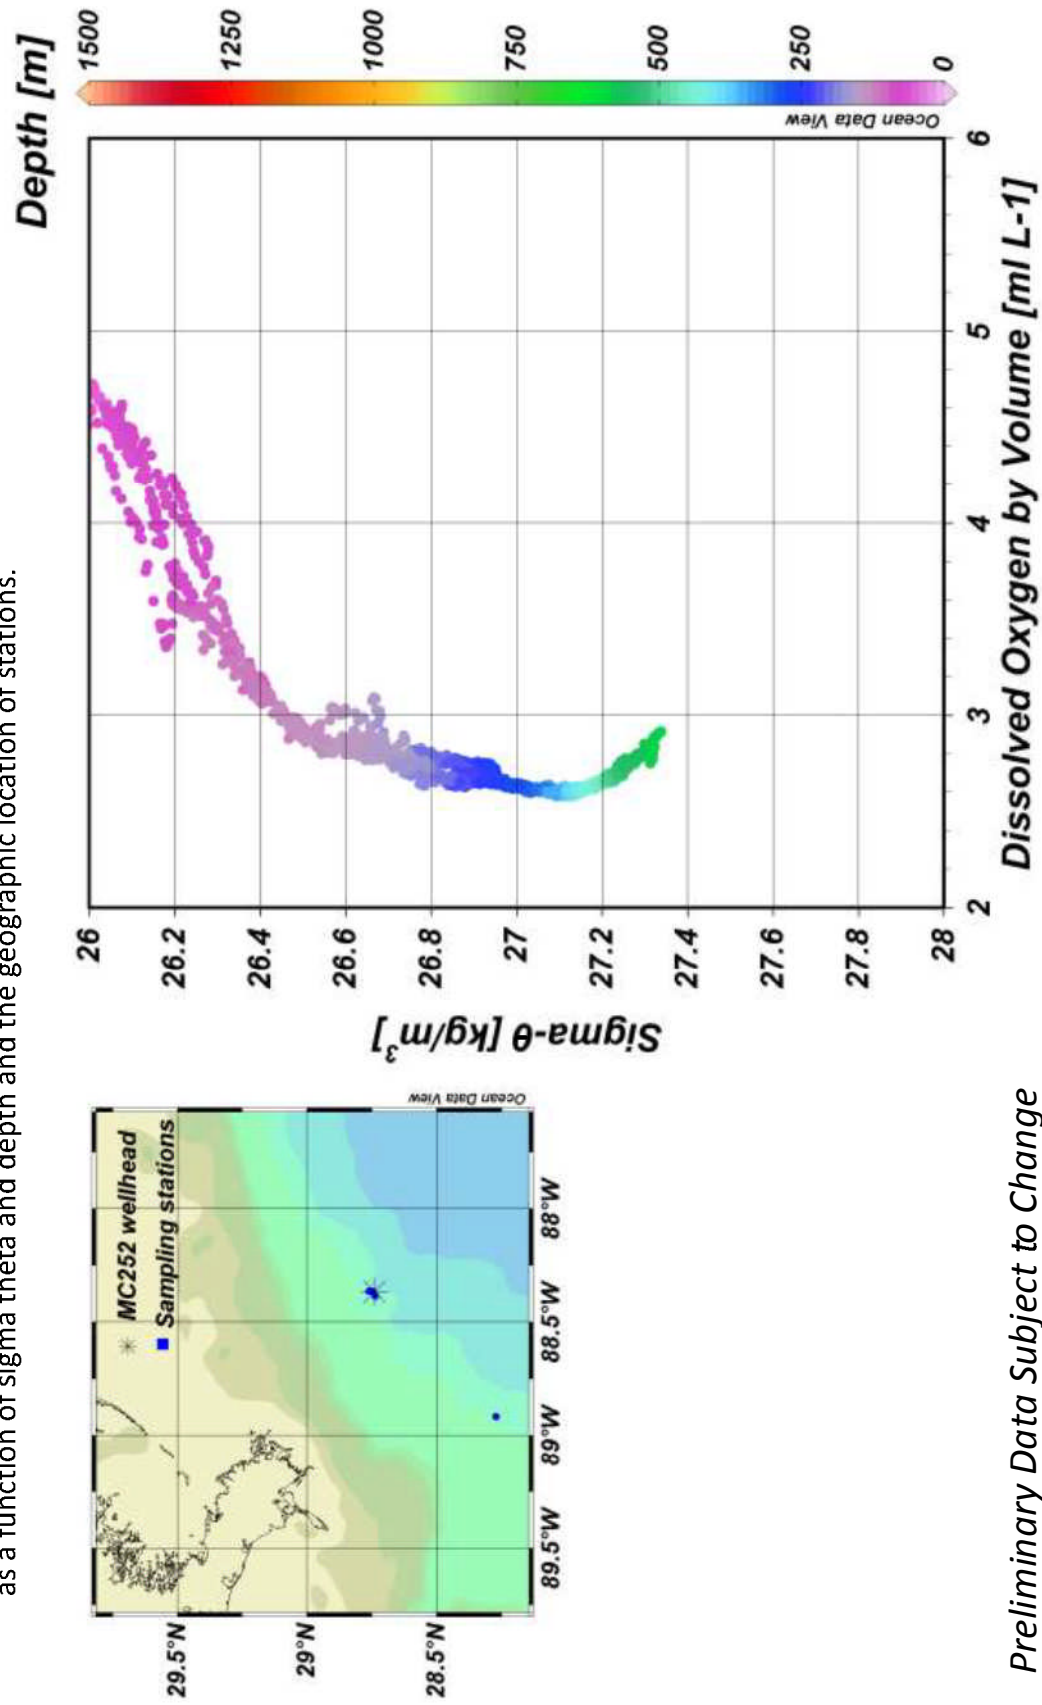 as a function of sigma theta and depth and the geographic location of stations.
29.5°N
29°N
28.5°N
89.5°W
89°W
88.5°W
88°W
MC252 wellhead
Sampling stations
Ocean Data View
Sigma-θ [kg/m³]
26
26.2
26.4
26.6
26.8
27
27.2
27.4
27.6
27.8
28
2
3
4
5
6
Dissolved Oxygen by Volume [ml L-1]
Depth [m]
1500
1250
1000
750
500
250
0
Ocean Data View
Preliminary Data Subject to Change